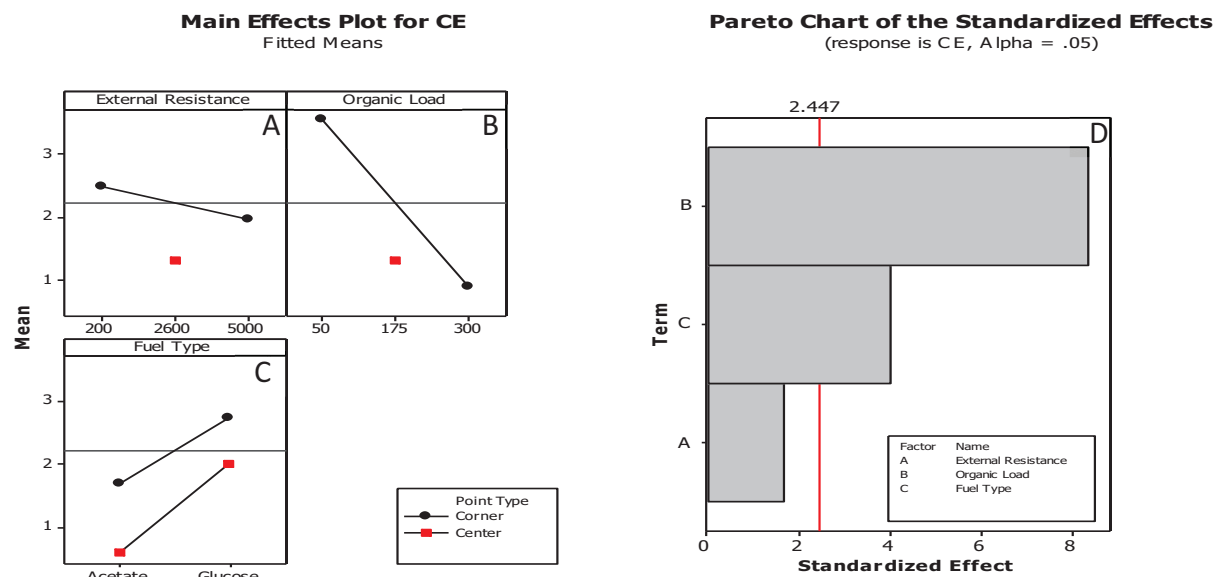 Main Effects Plot for CE
Fitted Means
External Resistance
Organic Load
A
B
3
2
1
200
2600
5000
50
175
300
Mean
Fuel Type
C
3
2
1
Acetate
Glucose
Point Type
Corner
Center
Pareto Chart of the Standardized Effects
(response is CE, Alpha = .05)
2.447
D
B
C
A
Term
Factor Name
A External Resistance
B Organic Load
C Fuel Type
0
2
4
6
8
Standardized Effect